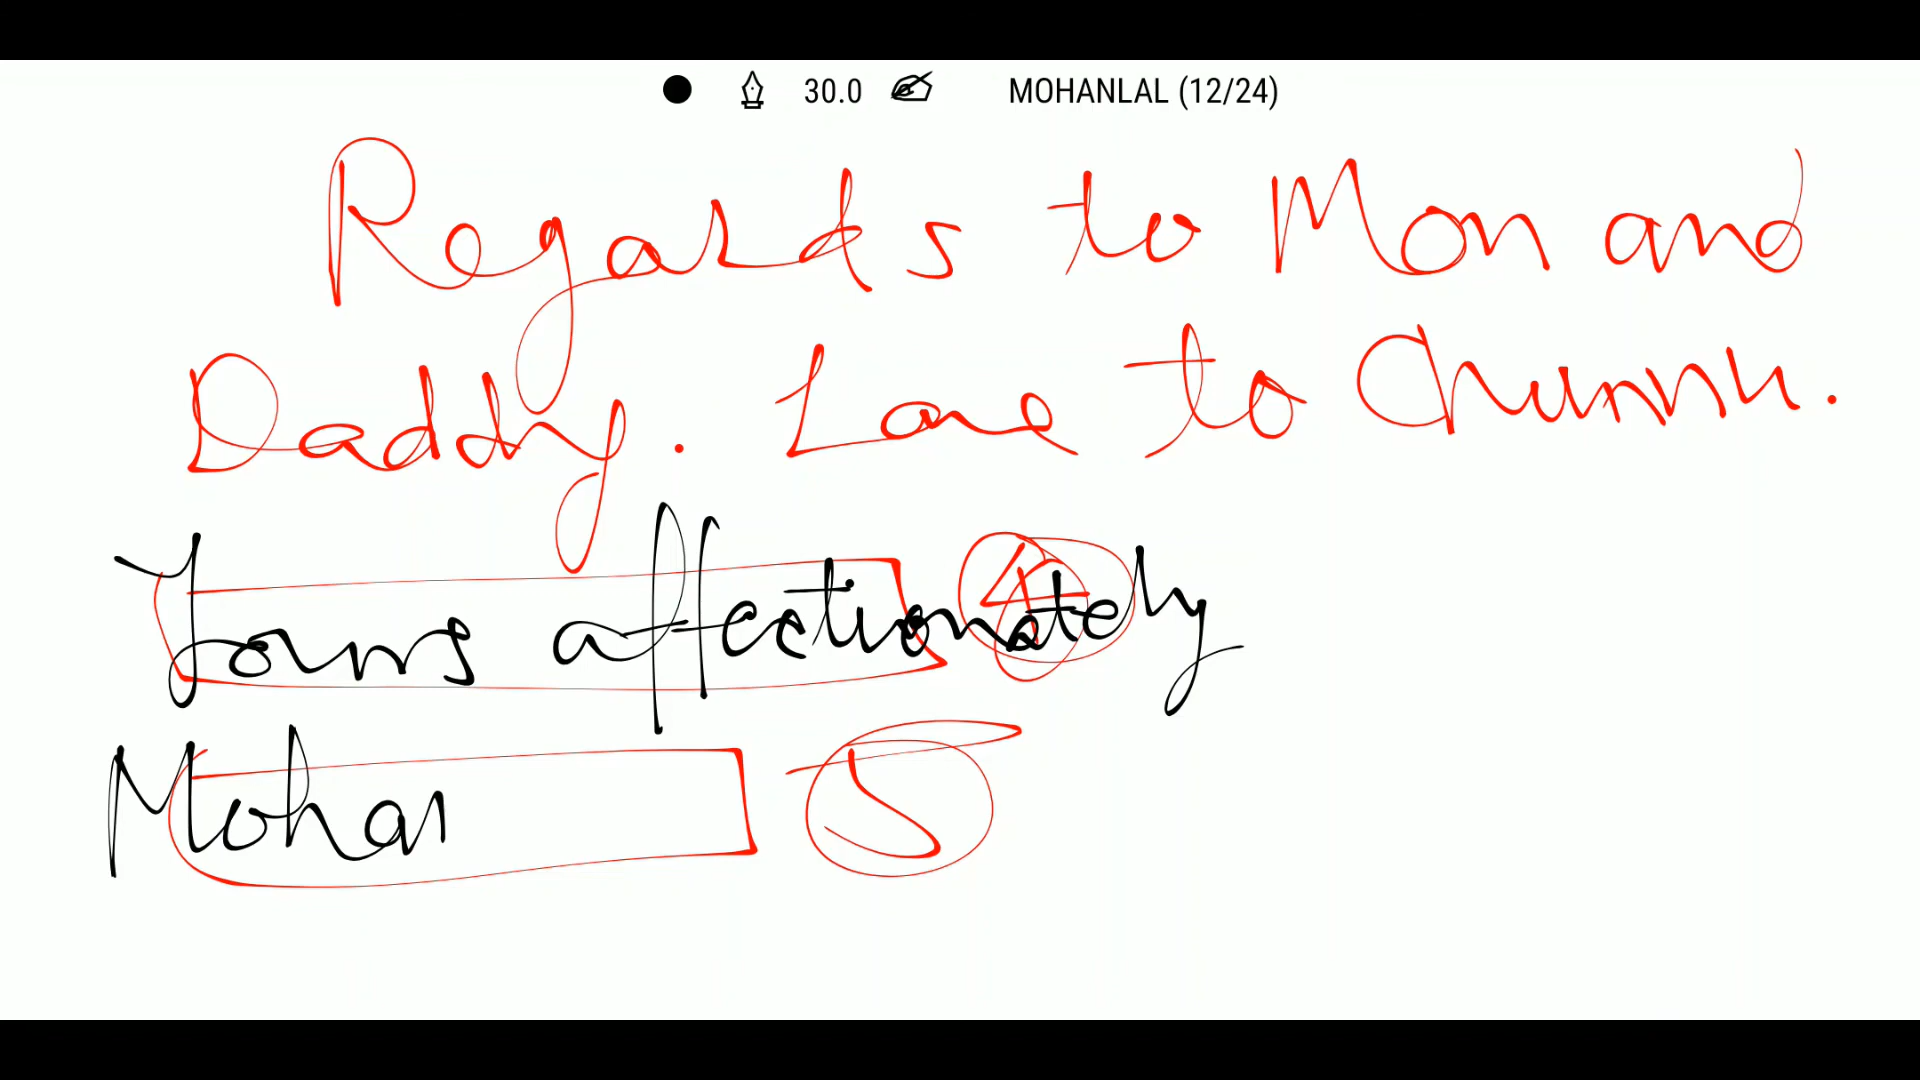 30.0 MOHANLAL (12/24)
Regards to Mom and
Daddy. Love to Chunnu.
Yours affectionately 4
Mohan 5